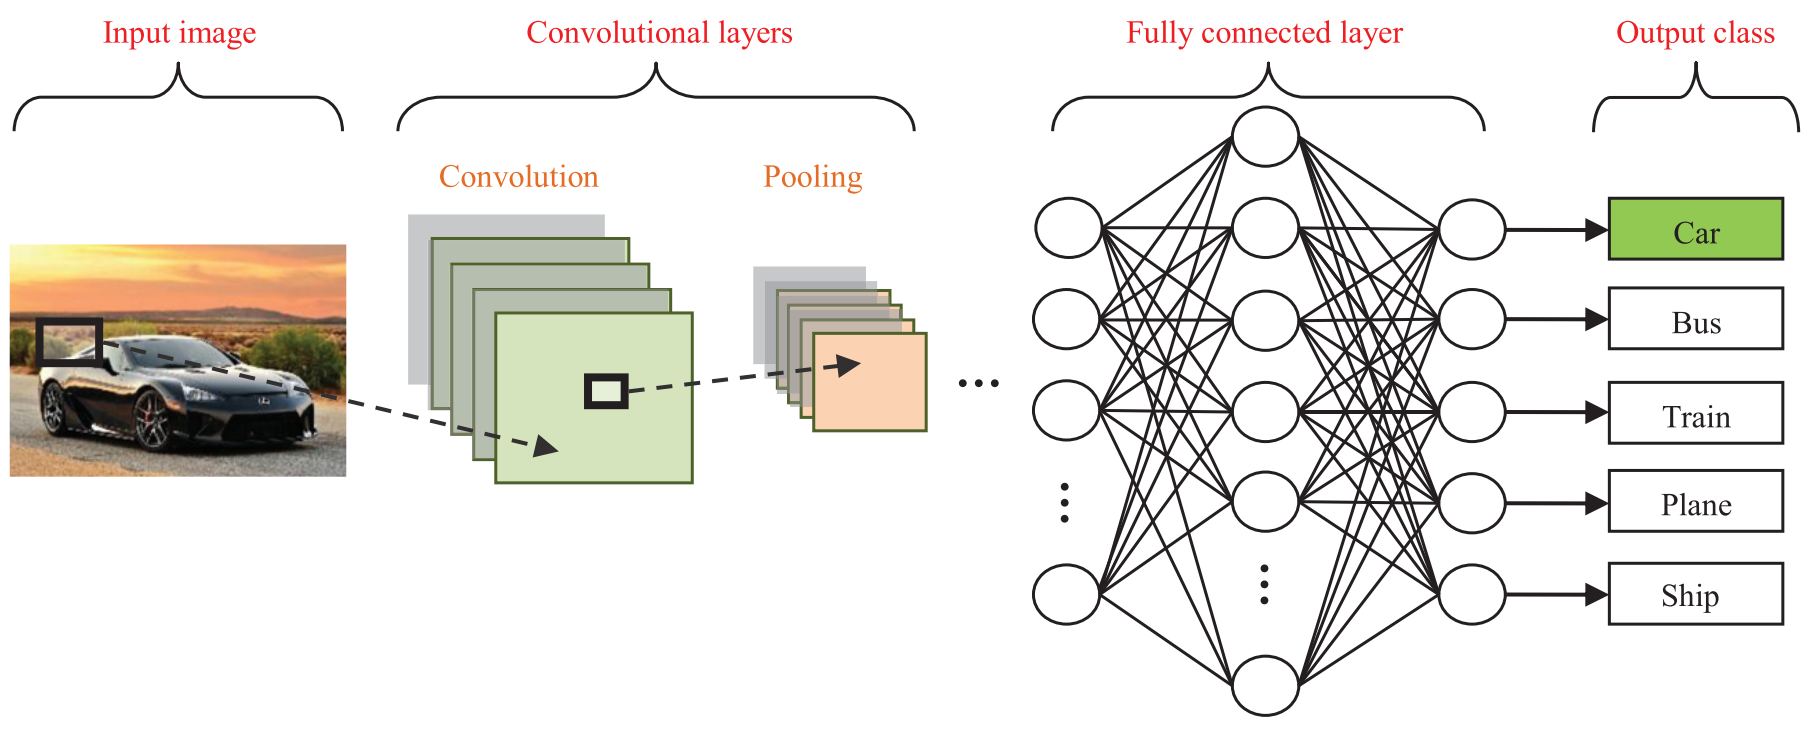 Input image
Convolutional layers
Fully connected layer
Output class
Convolution
Pooling
Car
Bus
Train
Plane
Ship